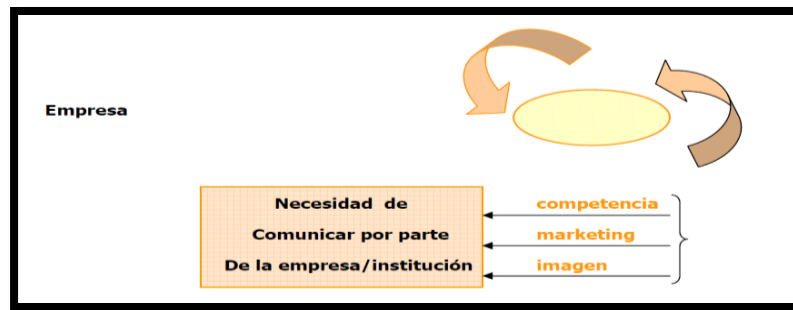 Empresa
Necesidad de competencia
Comunicar por parte marketing
De la empresa/institución imagen